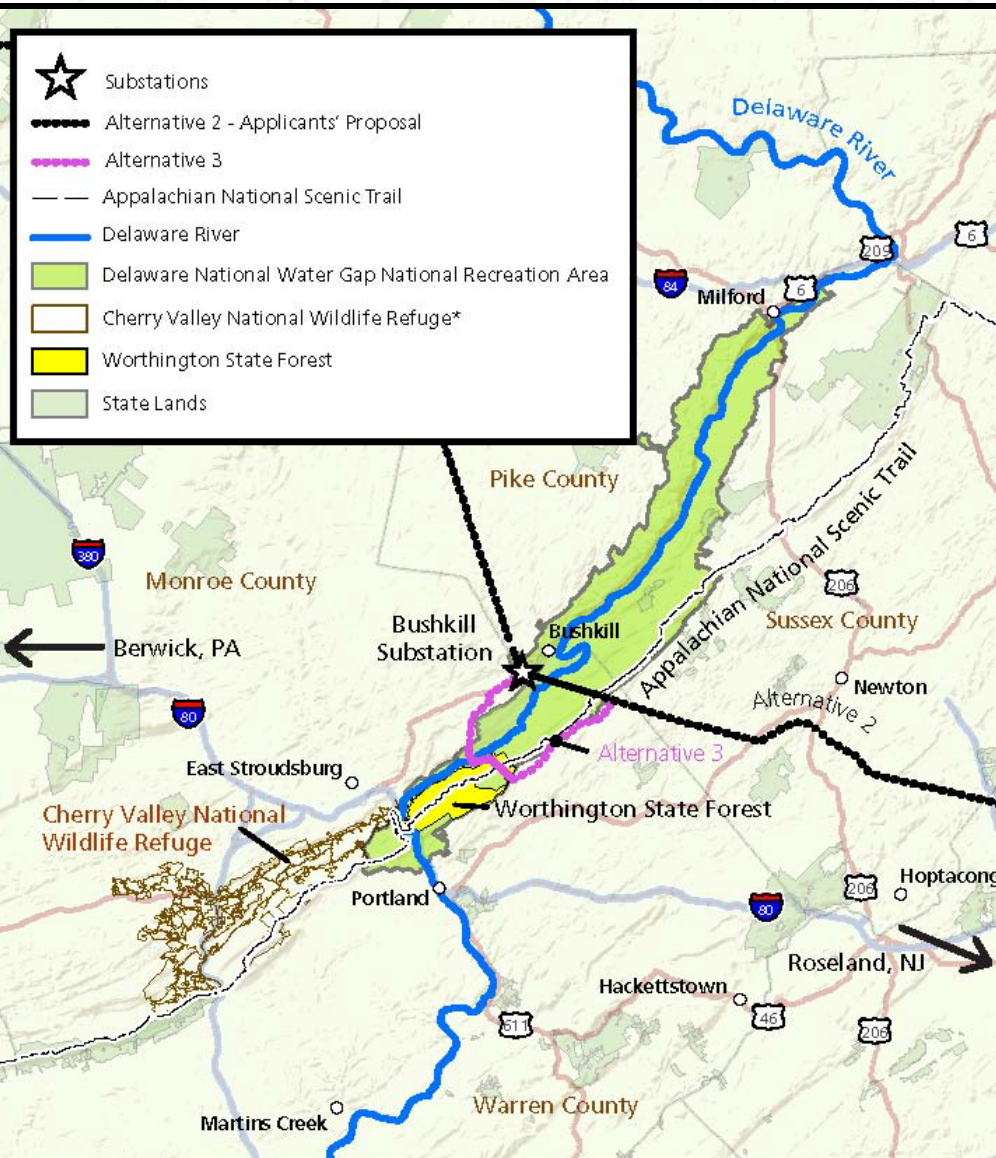 Substations
Alternative 2 - Applicants' Proposal
Alternative 3
Appalachian National Scenic Trail
Delaware River
Delaware National Water Gap National Recreation Area
Cherry Valley National Wildlife Refuge*
Worthington State Forest
State Lands
Delaware River
209
6
84
6
Milford
Pike County
Appalachian National Scenic Trail
380
Monroe County
206
Sussex County
Bushkill
Substation
Bushkill
Berwick, PA
Newton
Alternative 2
80
Alternative 3
East Stroudsburg
Cherry Valley National
Wildlife Refuge
Worthington State Forest
Portland
206
Hoptacong
80
Roseland, NJ
Hackettstown
46
611
206
Warren County
Martins Creek